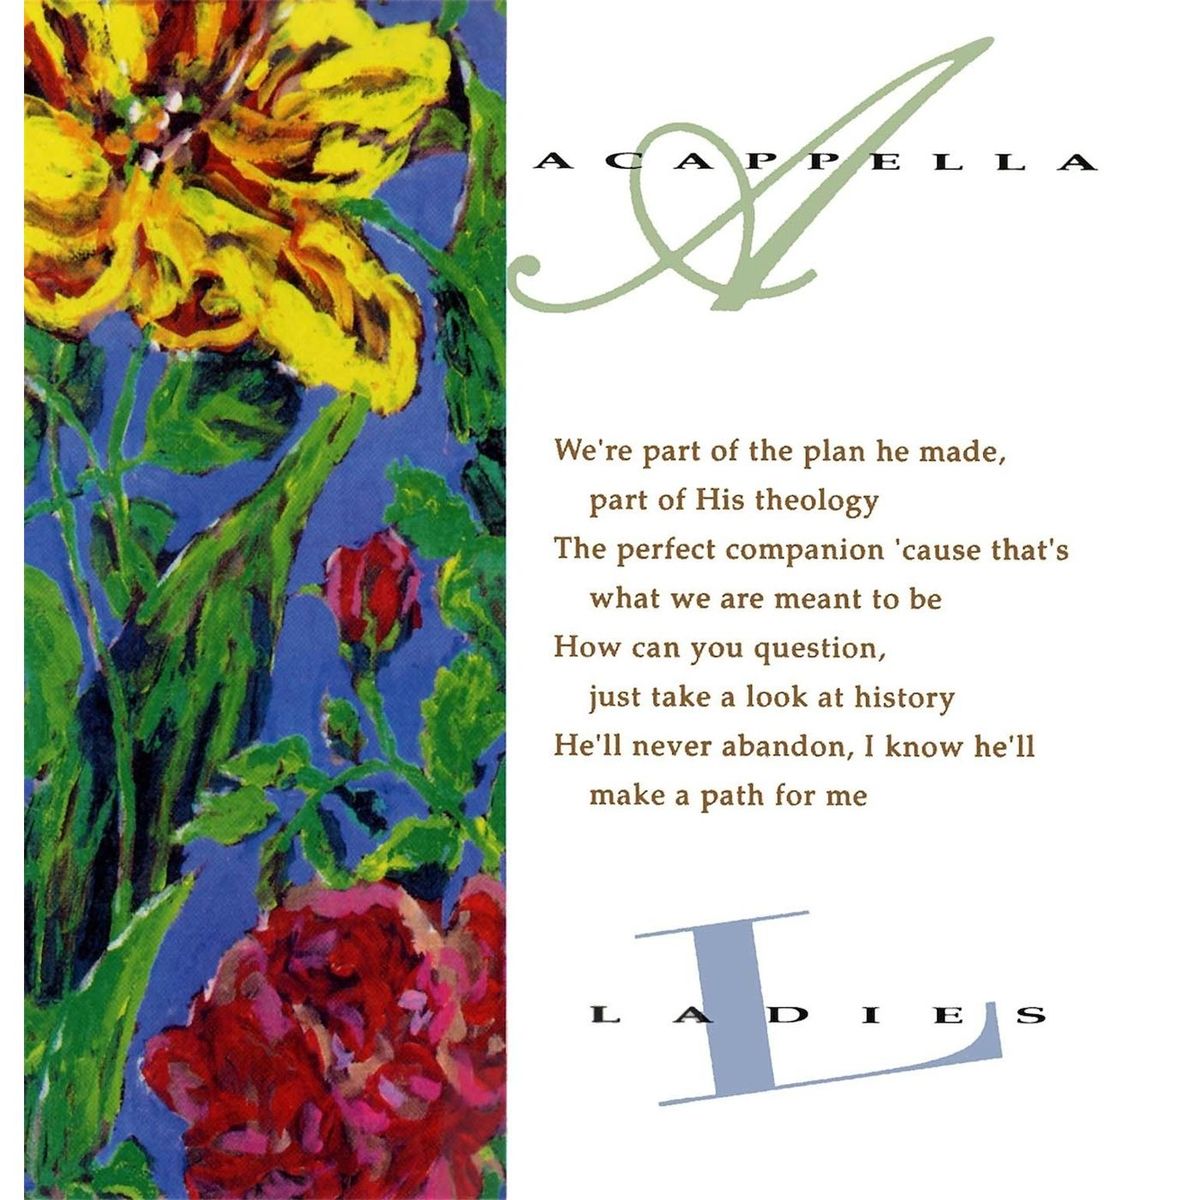 A
ACAPPELLA
We're part of the plan he made,
part of His theology
The perfect companion 'cause that's
what we are meant to be
How can you question,
just take a look at history
He'll never abandon, I know he'll
make a path for me
L
LADIES